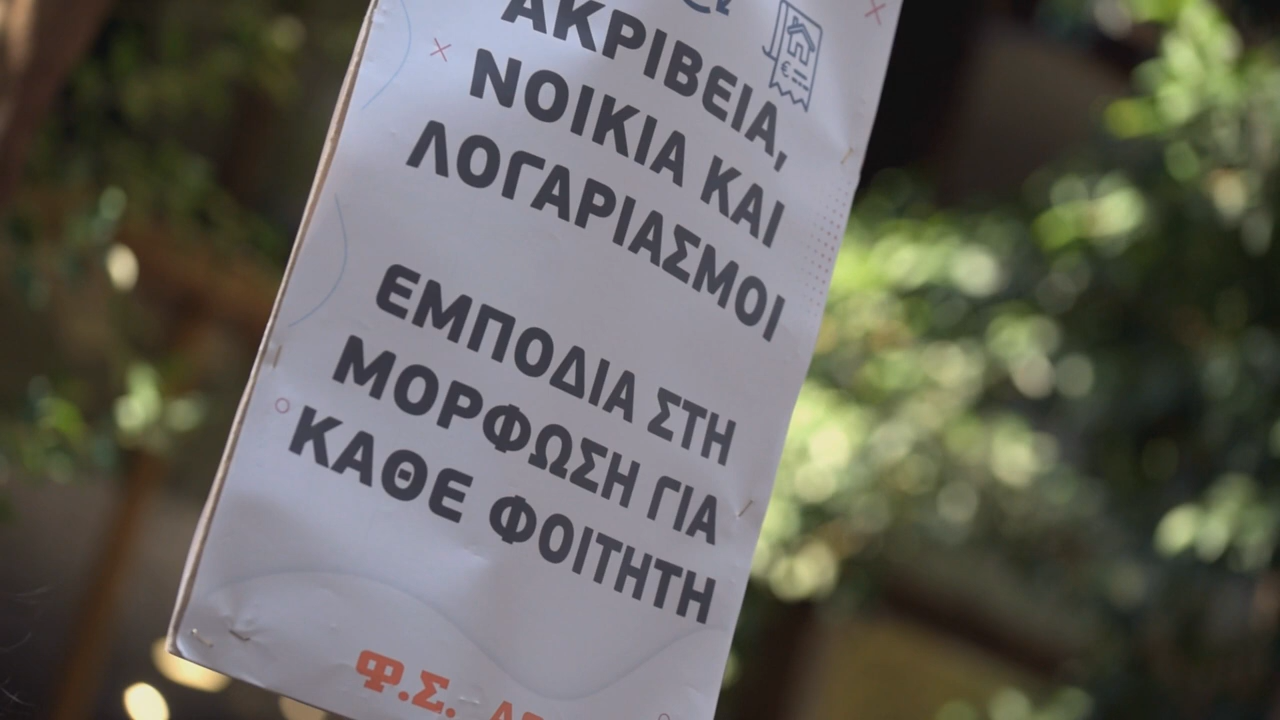 ΑΚΡΙΒΕΙΑ,
ΝΟΙΚΙΑ ΚΑΙ
ΛΟΓΑΡΙΑΣΜΟΙ
ΕΜΠΟΔΙΑ ΣΤΗ
ΜΟΡΦΩΣΗ ΓΙΑ
ΚΑΘΕ ΦΟΙΤΗΤΗ
Φ.Σ.